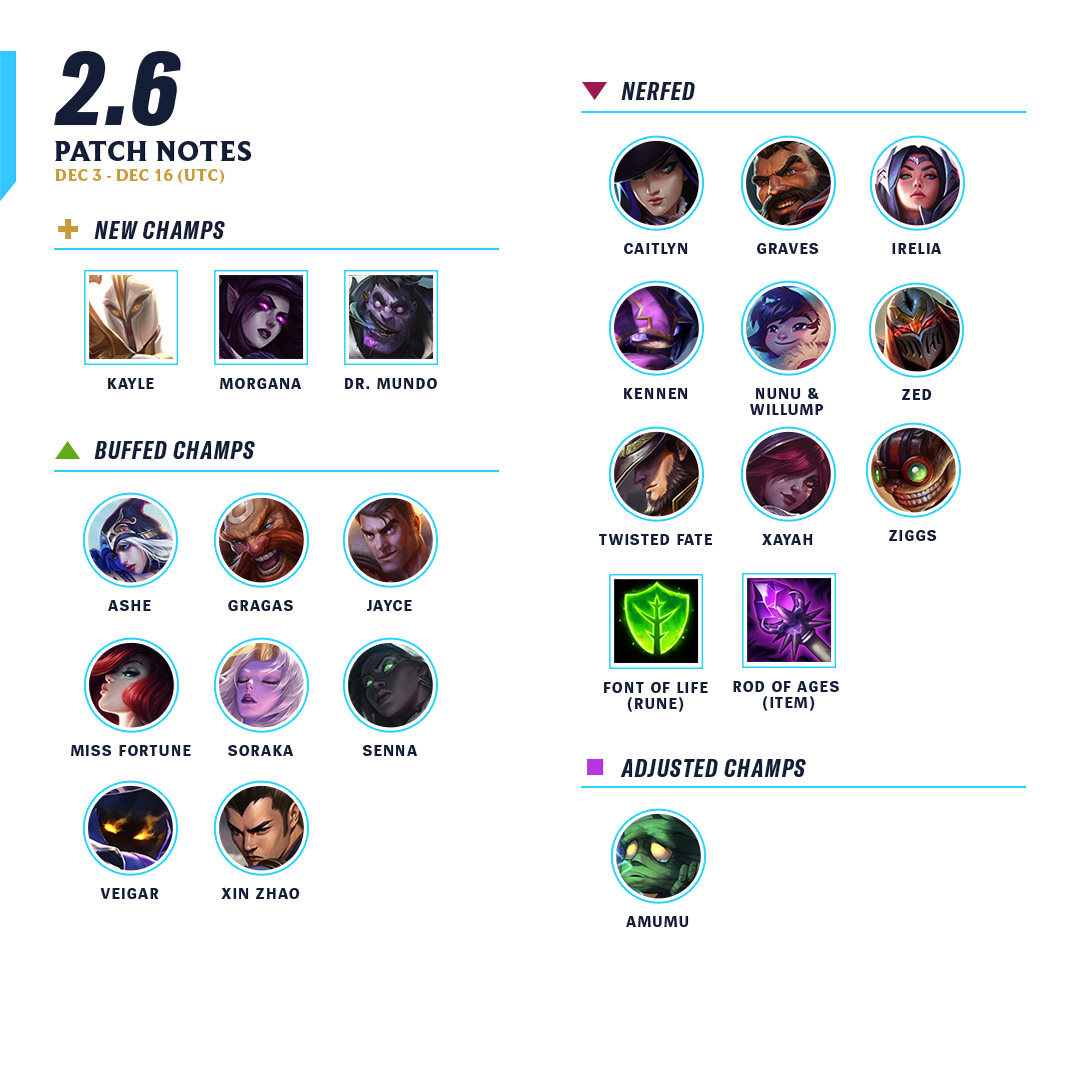 2.6
PATCH NOTES
DEC 3 - DEC 16 (UTC)
NEW CHAMPS
KAYLE
MORGANA
DR. MUNDO
BUFFED CHAMPS
ASHE
GRAGAS
JAYCE
MISS FORTUNE
SORAKA
SENNA
VEIGAR
XIN ZHAO
NERFED
CAITLYN
GRAVES
IRELIA
KENNEN
NUNU &
WILLUMP
ZED
TWISTED FATE
XAYAH
ZIGGS
FONT OF LIFE
(RUNE)
ROD OF AGES
(ITEM)
ADJUSTED CHAMPS
AMUMU